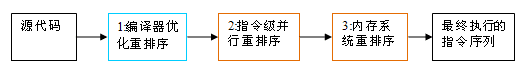 源代码
1:编译器优
化重排序
2:指令级并
行重排序
3:内存系
统重排序
最终执行的
指令序列